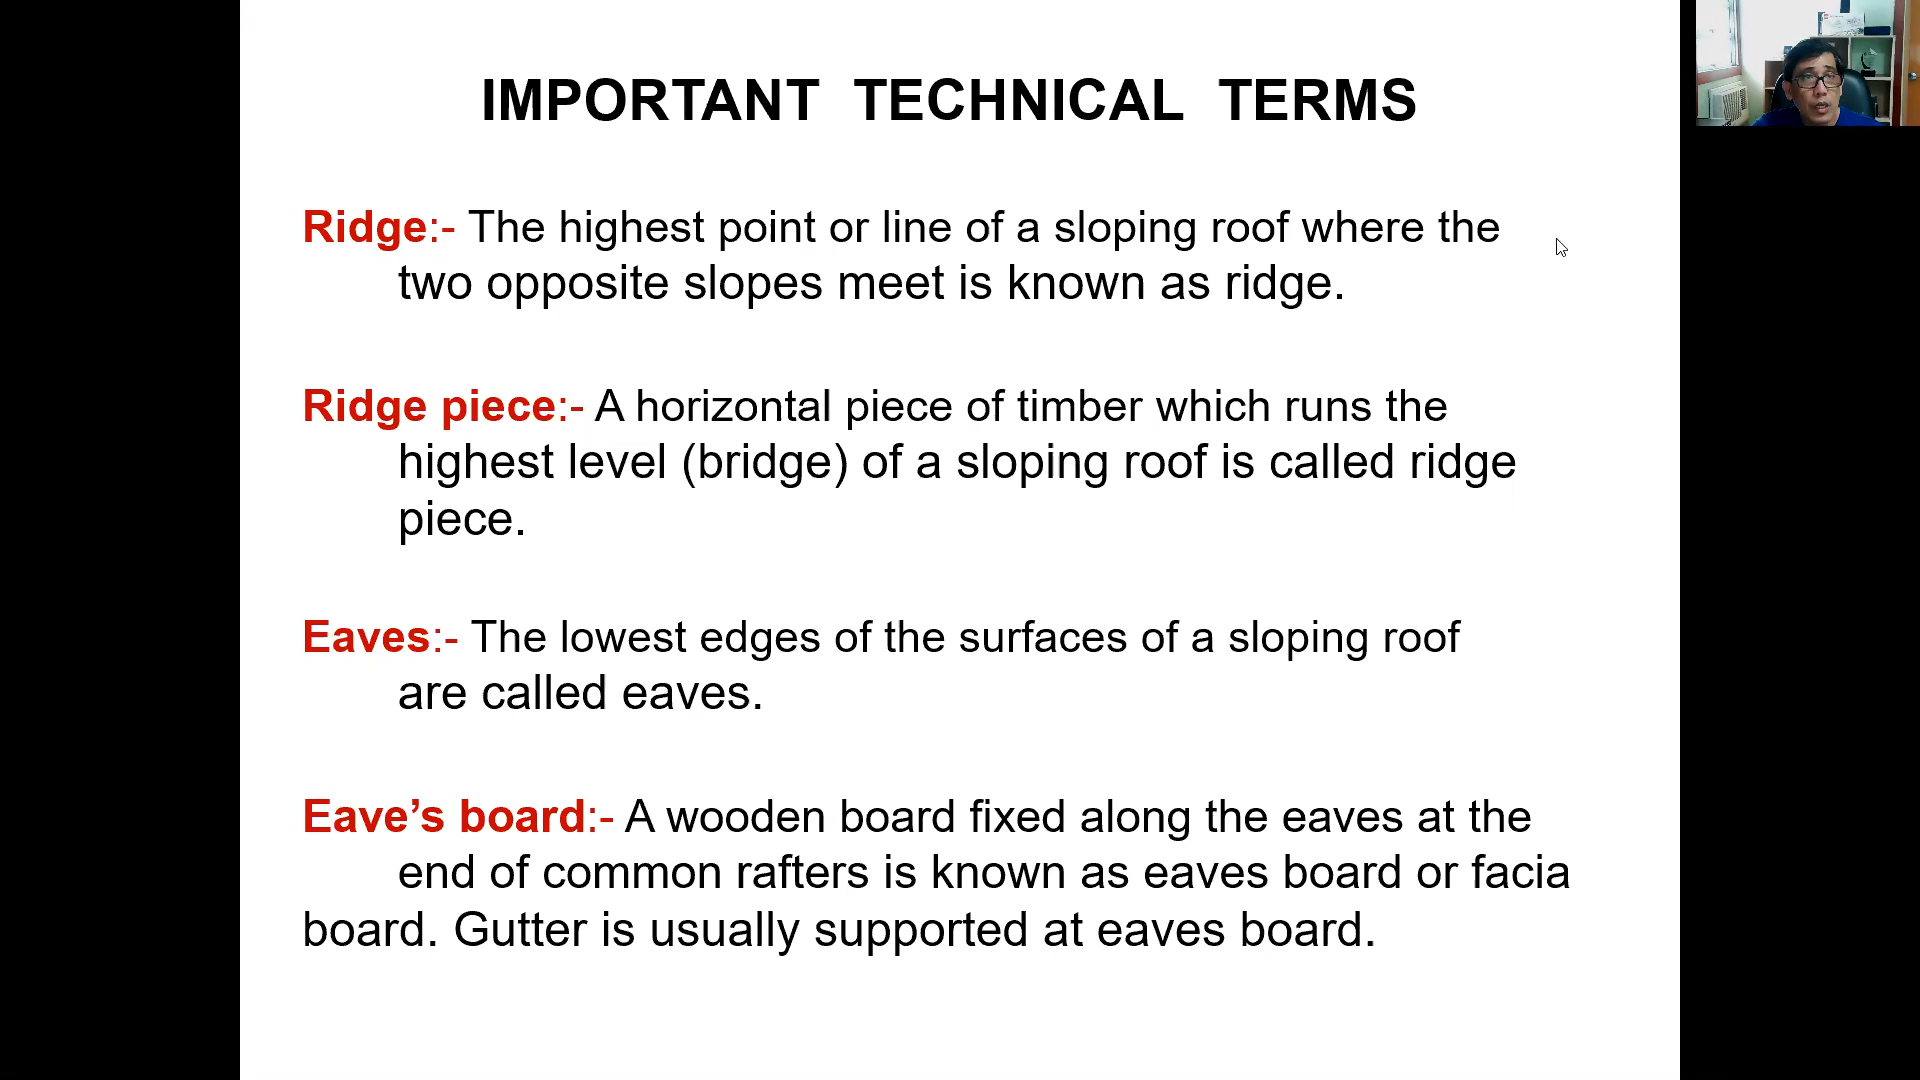 IMPORTANT TECHNICAL TERMS
Ridge:- The highest point or line of a sloping roof where the
two opposite slopes meet is known as ridge.
Ridge piece:- A horizontal piece of timber which runs the
highest level (bridge) of a sloping roof is called ridge
piece.
Eaves:- The lowest edges of the surfaces of a sloping roof
are called eaves.
Eave’s board:- A wooden board fixed along the eaves at the
end of common rafters is known as eaves board or facia
board. Gutter is usually supported at eaves board.